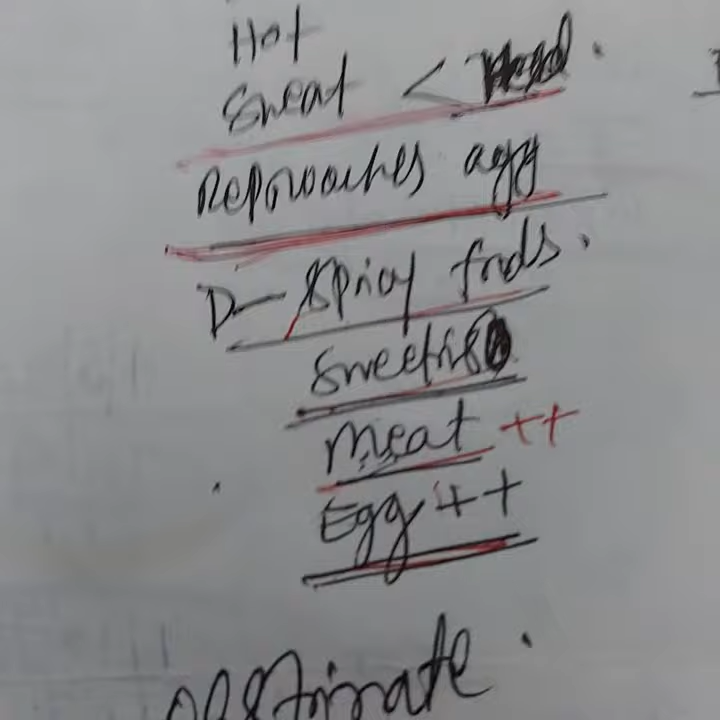 Hot
Sweat <
Reproaches agg
D- Spicy foods.
Sweets
Meat ++
Egg ++